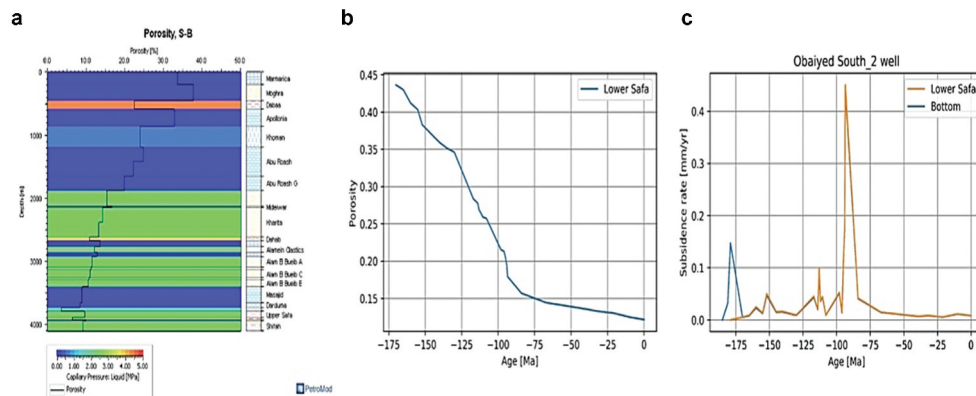 a
b
c
Porosity, S-B
Porosity [%]
0.0 10.0 20.0 30.0 40.0 50.0
Depth [m]
0
1000
2000
3000
4000
Marmarica
Moghra
Dabaa
Apollonia
Khoman
Abu Roash
Abu Roash G
Kharita
Dahab
Alam El Bueib A
Alam El Bueib C
Alam El Bueib E
Masajid
Upper Safa
Shiltan
0.00 1.00 2.00 3.00 4.00 5.00
Capillary Pressure: Liquid [MPa]
Porosity
PetroMod
Lower Safa
Porosity
0.45
0.40
0.35
0.30
0.25
0.20
0.15
−175 −150 −125 −100 −75 −50 −25 0
Age [Ma]
Obaiyed South_2 well
Lower Safa
Bottom
Subsidence rate [mm/yr]
0.4
0.3
0.2
0.1
0.0
−175 −150 −125 −100 −75 −50 −25 0
Age [Ma]